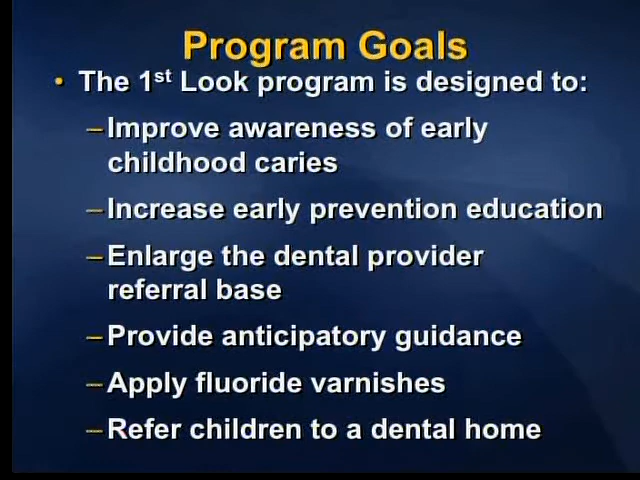 Program Goals
• The 1st Look program is designed to:
–Improve awareness of early
childhood caries
–Increase early prevention education
–Enlarge the dental provider
referral base
–Provide anticipatory guidance
–Apply fluoride varnishes
–Refer children to a dental home